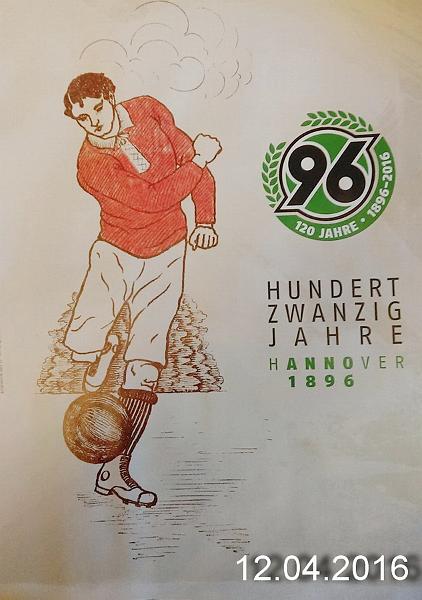 96
120 JAHRE • 1896-2016
HUNDERT
ZWANZIG
JAHRE
HANNOVER
1896
12.04.2016